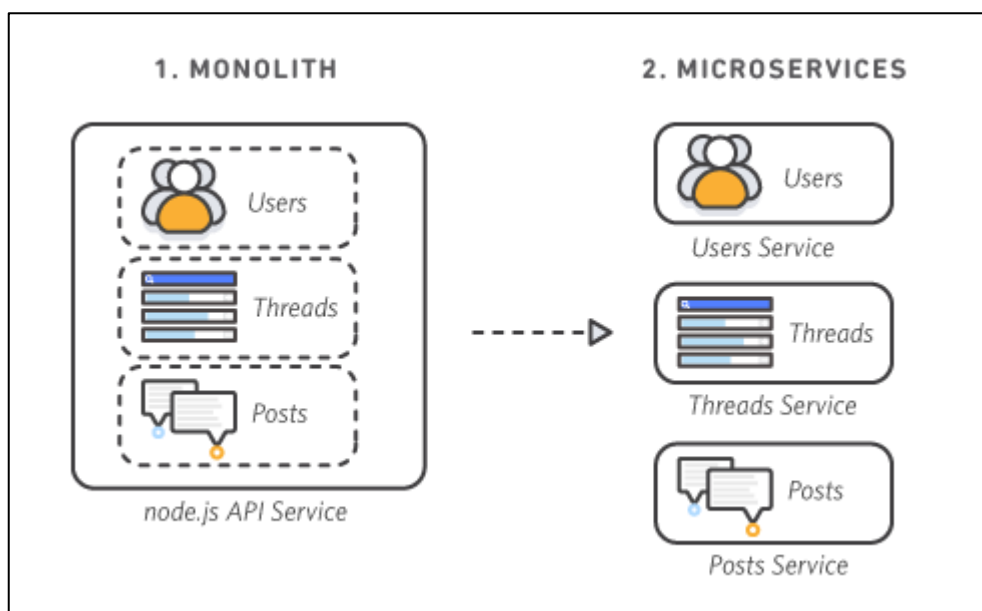 1. MONOLITH
Users
Threads
Posts
node.js API Service
2. MICROSERVICES
Users
Users Service
Threads
Threads Service
Posts
Posts Service